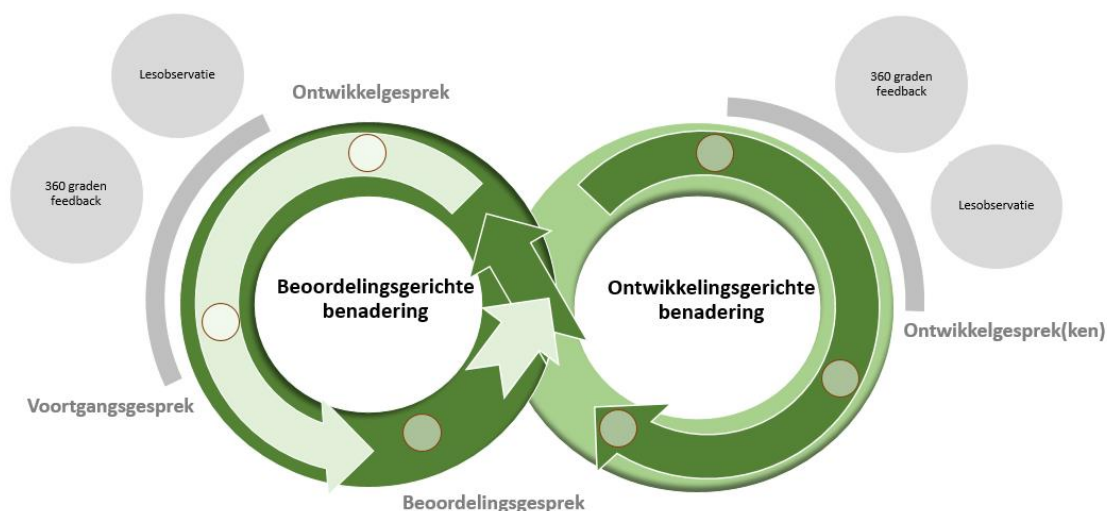 Lesobservatie
360 graden
feedback
Ontwikkelgesprek
360 graden
feedback
Lesobservatie
Beoordelingsgerichte
benadering
Ontwikkelingsgerichte
benadering
Ontwikkelgesprek(ken)
Voortgangsgesprek
Beoordelingsgesprek